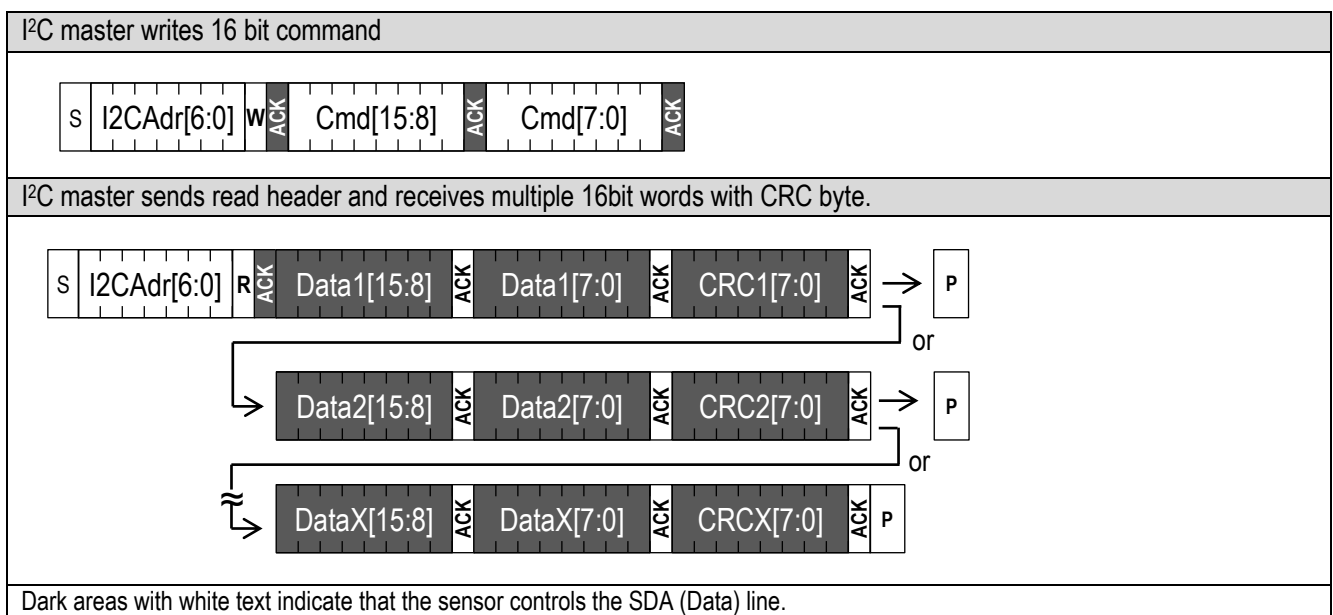 I²C master writes 16 bit command
S I2CAdr[6:0] W ACK Cmd[15:8] ACK Cmd[7:0] ACK
I²C master sends read header and receives multiple 16bit words with CRC byte.
S I2CAdr[6:0] R ACK Data1[15:8] ACK Data1[7:0] ACK CRC1[7:0] ACK P
or
Data2[15:8] ACK Data2[7:0] ACK CRC2[7:0] ACK P
or
DataX[15:8] ACK DataX[7:0] ACK CRCX[7:0] ACK P
Dark areas with white text indicate that the sensor controls the SDA (Data) line.